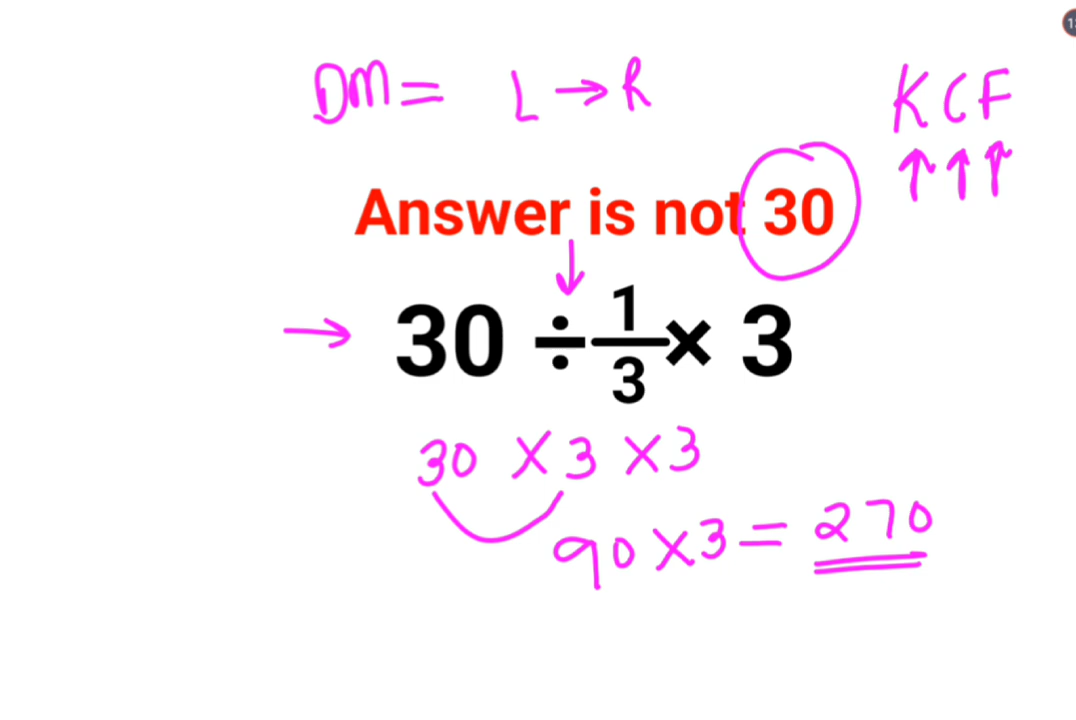 DM = L → R
KCF
↑↑↑
Answer is not 30
↓
→ 30 ÷ 1/3 × 3
30 × 3 × 3
90 × 3 = 270